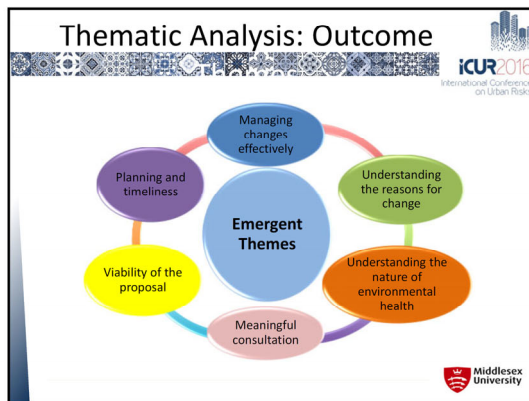 Thematic Analysis: Outcome
iCUR2016
International Conference
on Urban Risks
Managing
changes
effectively
Planning and
timeliness
Understanding
the reasons for
change
Emergent
Themes
Viability of the
proposal
Understanding the
nature of
environmental
health
Meaningful
consultation
Middlesex
University